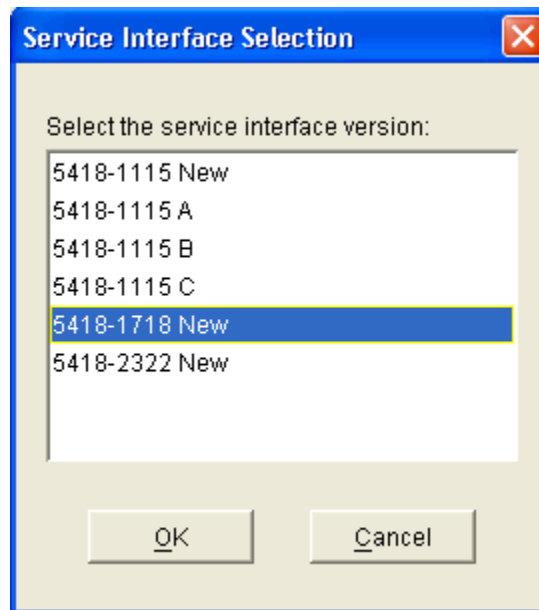 Service Interface Selection
Select the service interface version:
5418-1115 New
5418-1115 A
5418-1115 B
5418-1115 C
5418-1718 New
5418-2322 New
OK
Cancel